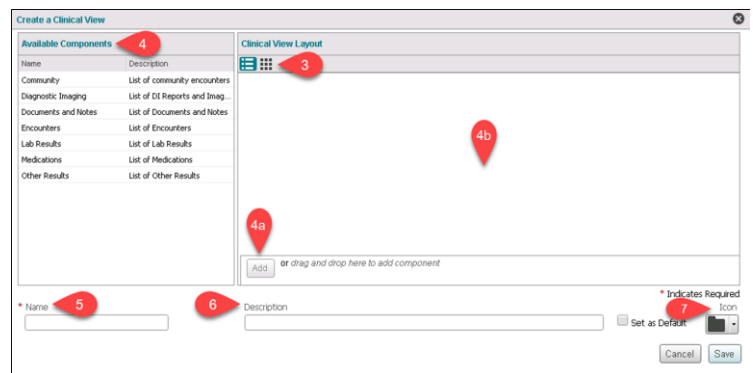 Create a Clinical View
Available Components 4
Clinical View Layout
Name Description
3
Community List of community encounters
Diagnostic Imaging List of DI Reports and Imag...
Documents and Notes List of Documents and Notes
Encounters List of Encounters
4b
Lab Results List of Lab Results
Medications List of Medications
Other Results List of Other Results
4a
Add or drag and drop here to add component
* Indicates Required
* Name 5
6 Description
7 Icon
Set as Default
Cancel Save